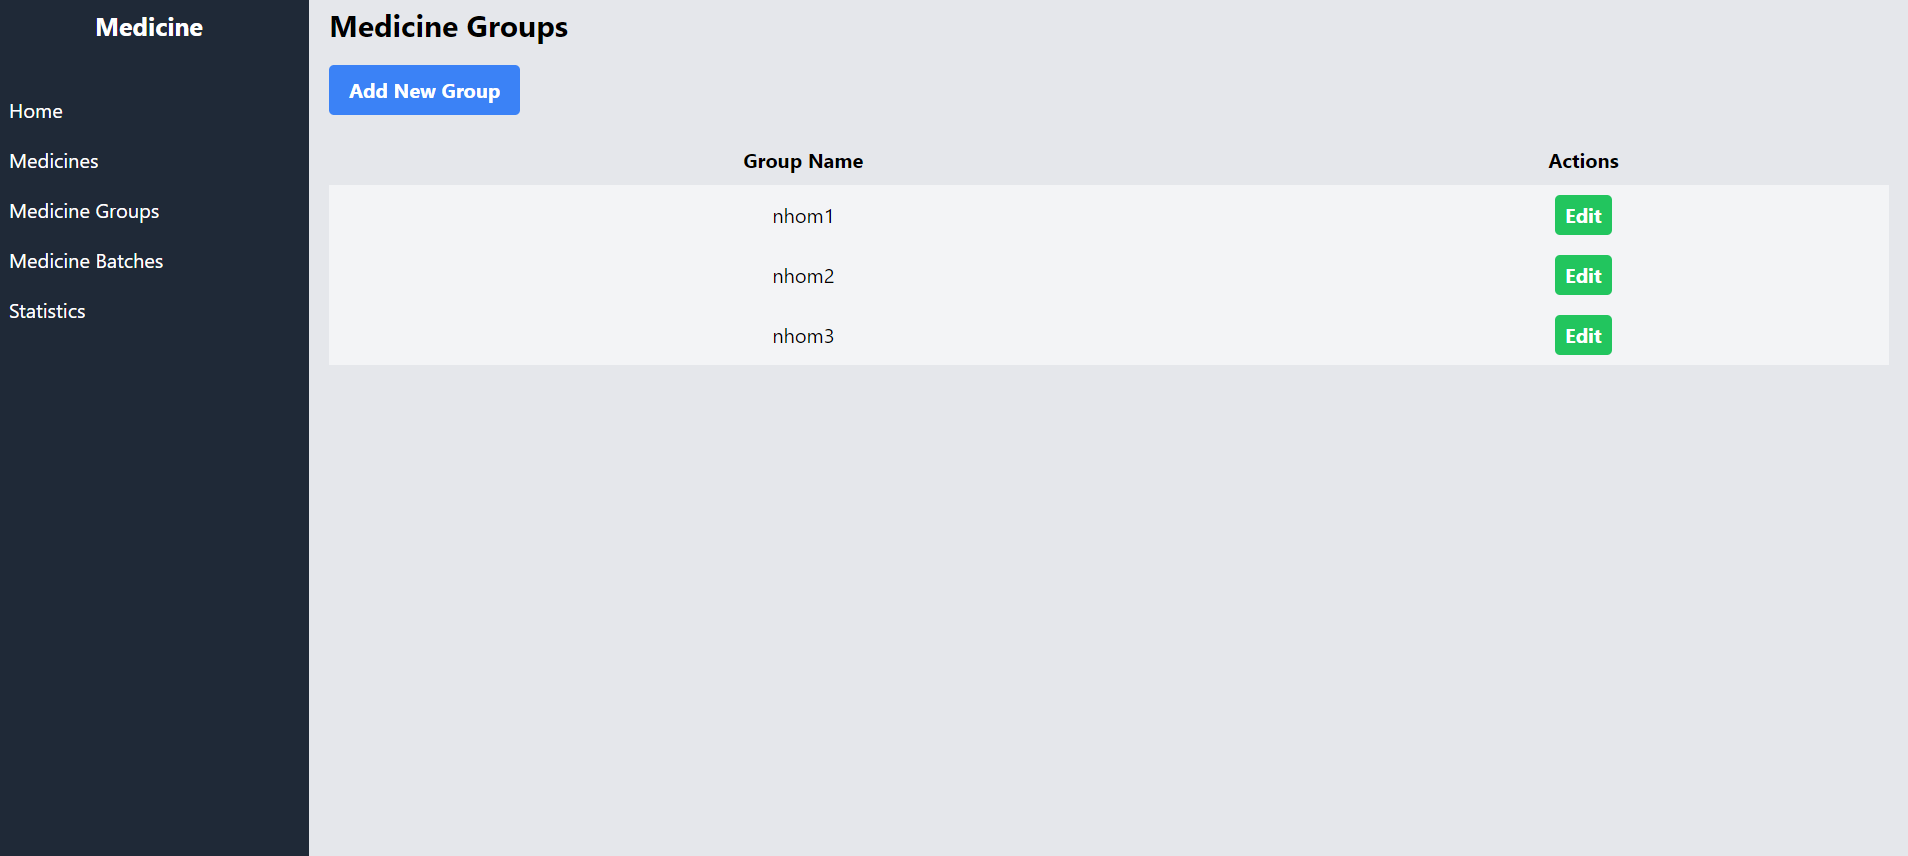 Medicine
Home
Medicines
Medicine Groups
Medicine Batches
Statistics
Medicine Groups
Add New Group
Group Name Actions
nhom1 Edit
nhom2 Edit
nhom3 Edit